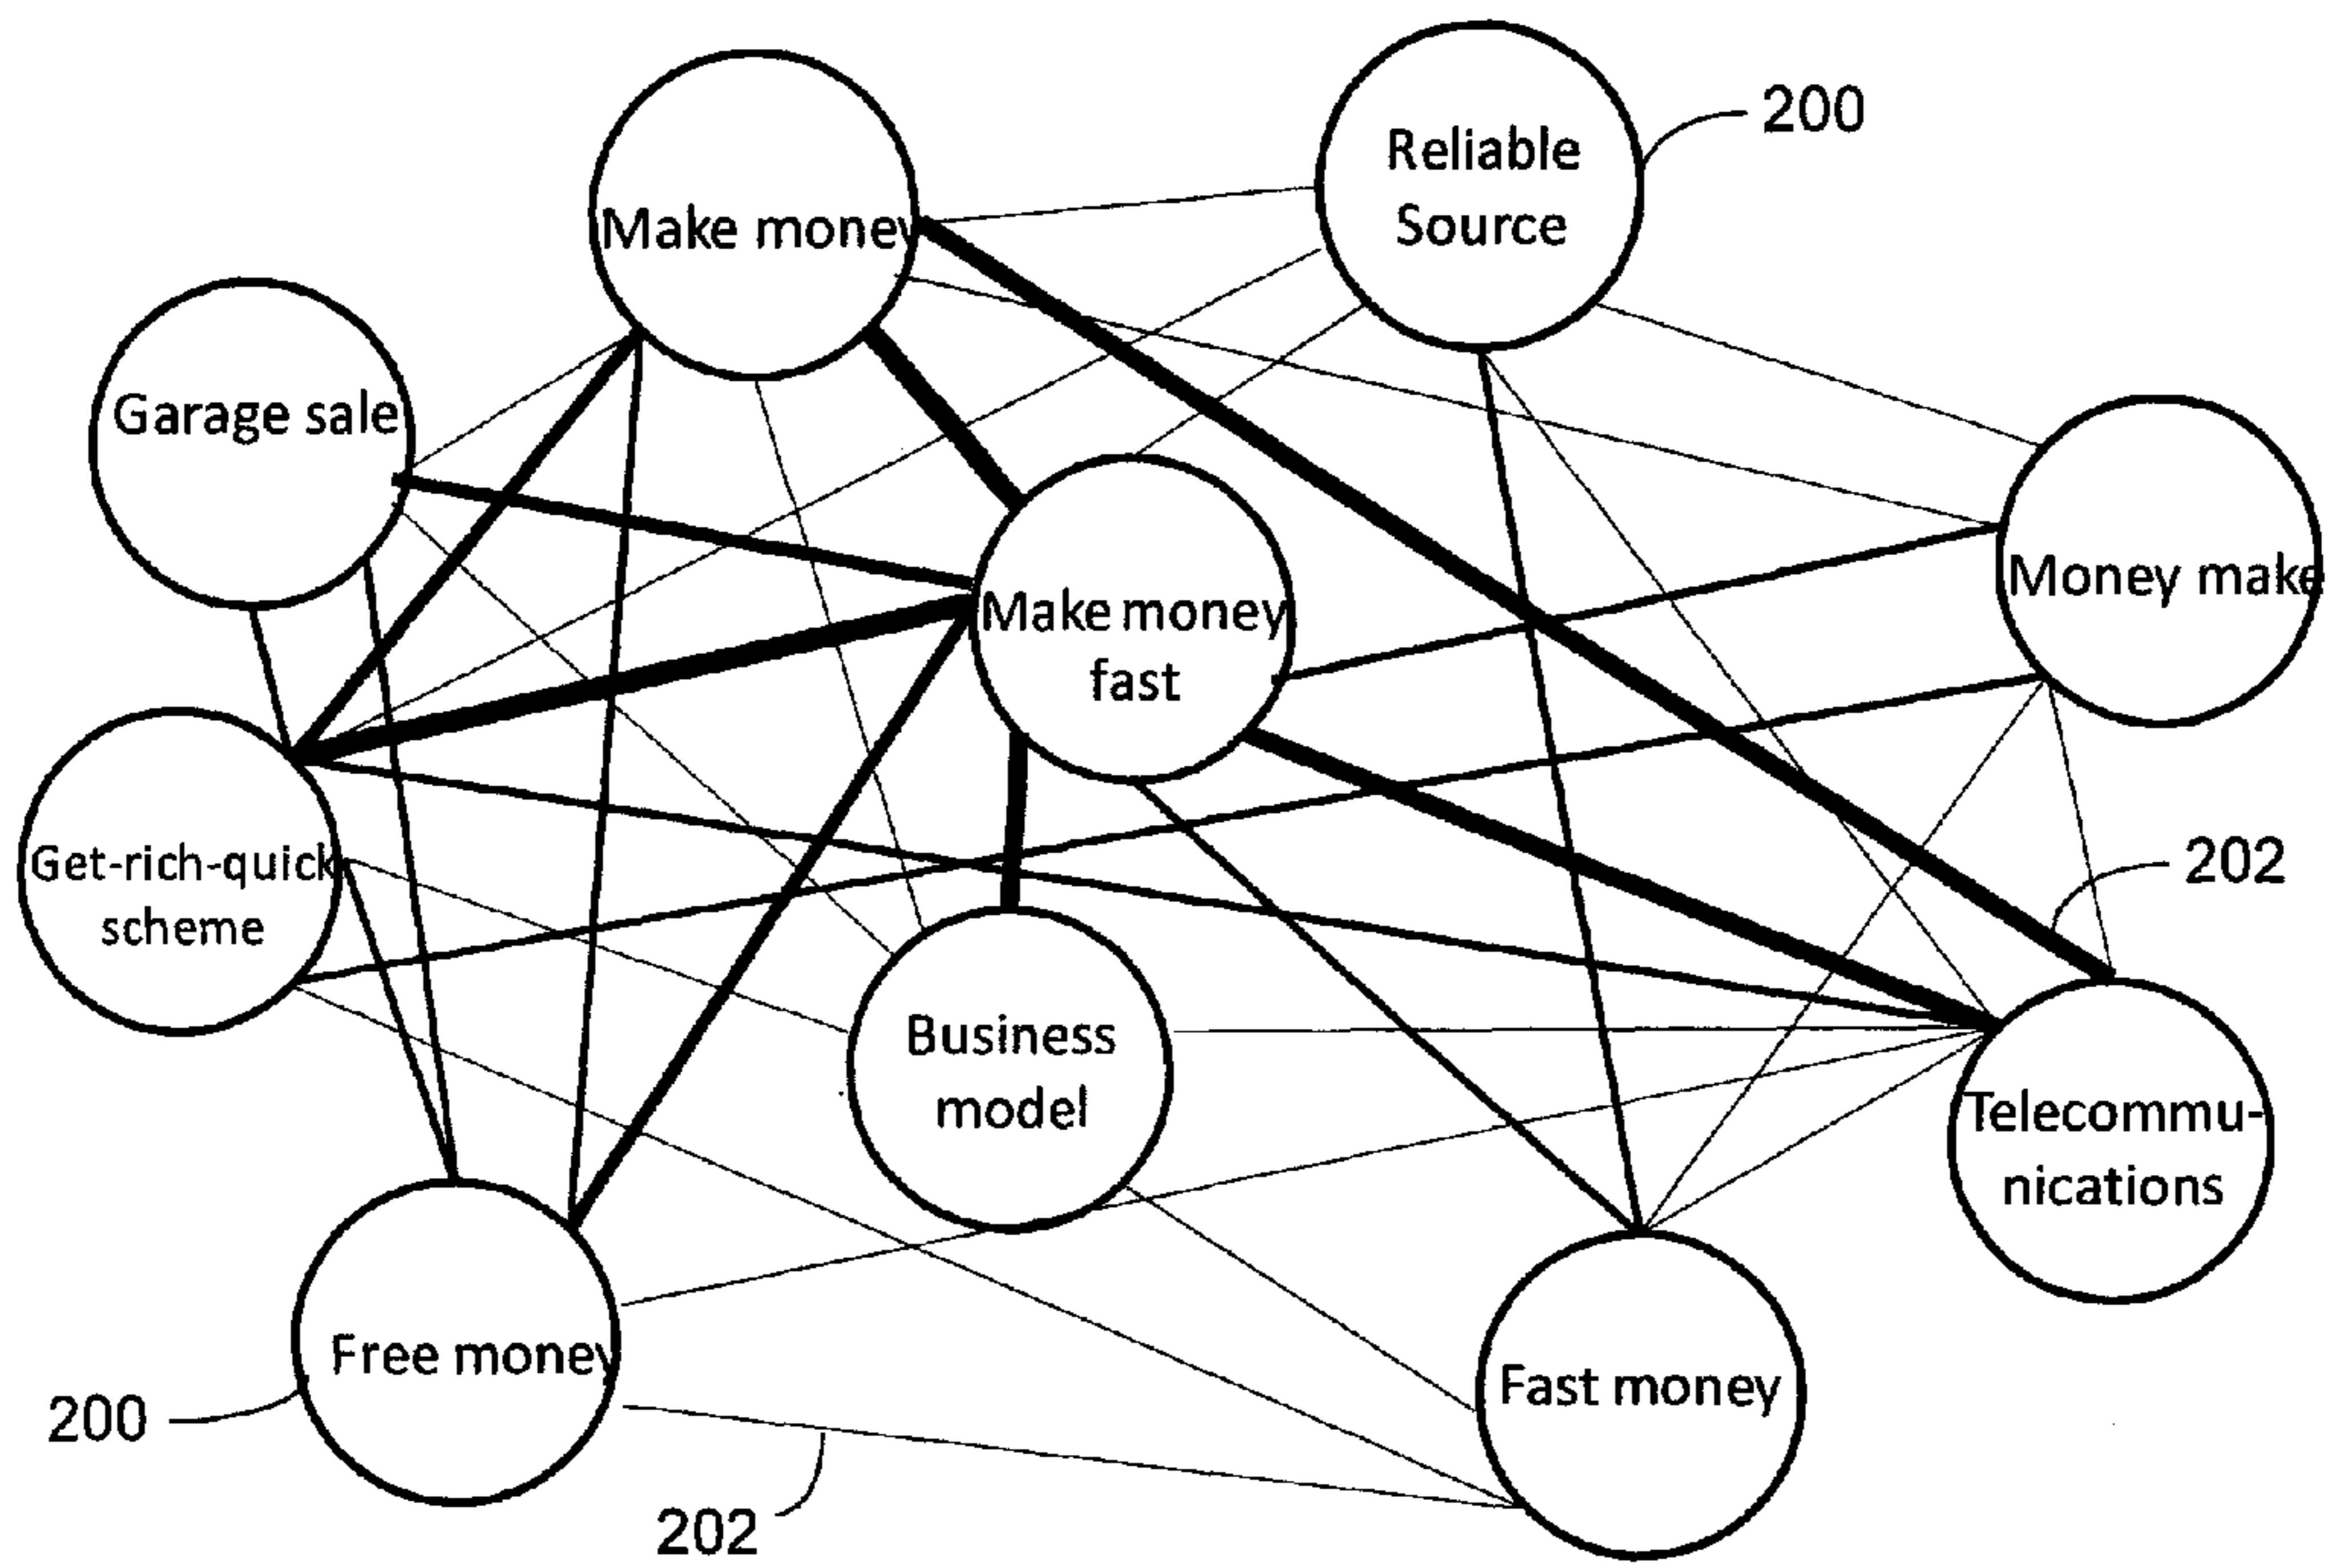 Reliable
Source
200
Make money
Garage sale
Money make
Make money
fast
Get-rich-quick
scheme
202
Business
model
Telecommu-
nications
Free money
Fast money
200
202